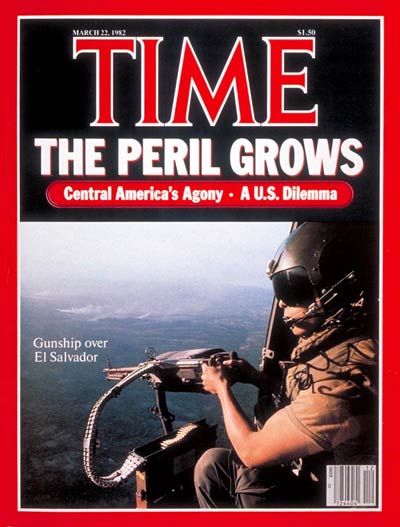 MARCH 22, 1982 $1.50
TIME
THE PERIL GROWS
Central America's Agony · A U.S. Dilemma
Gunship over
El Salvador